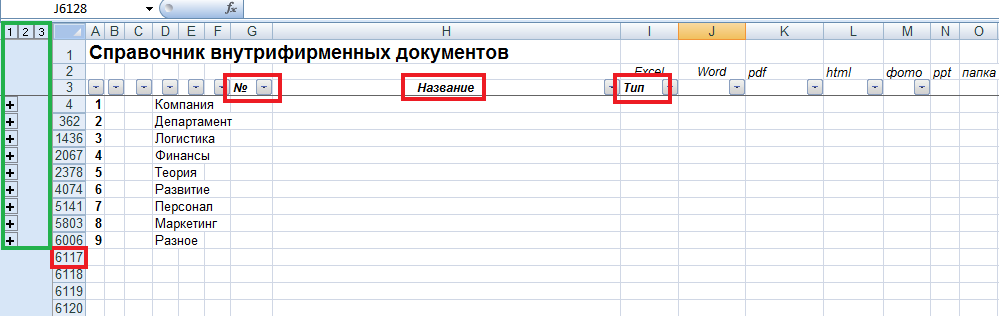 J6128 fx
1 2 3 A B C D E F G H I J K L M N O
1 Справочник внутрифирменных документов
2 Excel Word pdf html фото ppt папка
3 № Название Тип
4 1 Компания
362 2 Департамент
1436 3 Логистика
2067 4 Финансы
2378 5 Теория
4074 6 Развитие
5141 7 Персонал
5803 8 Маркетинг
6006 9 Разное
6117
6118
6119
6120